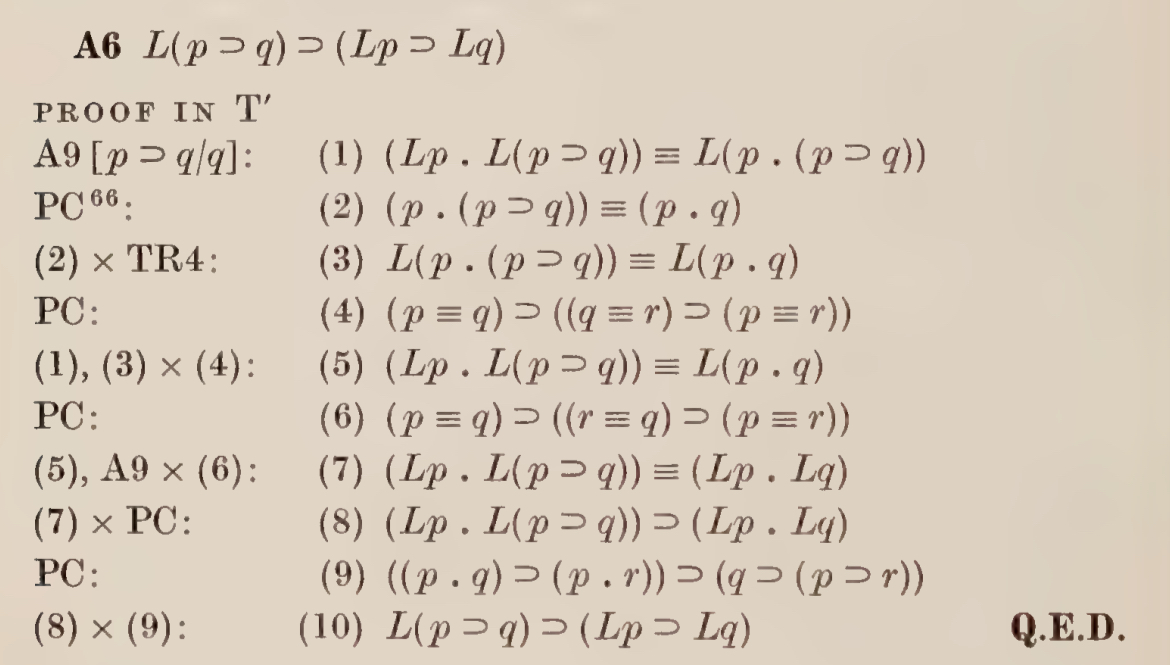 A6 L(p ⊃ q) ⊃ (Lp ⊃ Lq)
PROOF IN T′
A9 [p ⊃ q/q]: (1) (Lp . L(p ⊃ q)) ≡ L(p . (p ⊃ q))
PC⁶⁶: (2) (p . (p ⊃ q)) ≡ (p . q)
(2) × TR4: (3) L(p . (p ⊃ q)) ≡ L(p . q)
PC: (4) (p ≡ q) ⊃ ((q ≡ r) ⊃ (p ≡ r))
(1), (3) × (4): (5) (Lp . L(p ⊃ q)) ≡ L(p . q)
PC: (6) (p ≡ q) ⊃ ((r ≡ q) ⊃ (p ≡ r))
(5), A9 × (6): (7) (Lp . L(p ⊃ q)) ≡ (Lp . Lq)
(7) × PC: (8) (Lp . L(p ⊃ q)) ⊃ (Lp . Lq)
PC: (9) ((p . q) ⊃ (p . r)) ⊃ (q ⊃ (p ⊃ r))
(8) × (9): (10) L(p ⊃ q) ⊃ (Lp ⊃ Lq) Q.E.D.